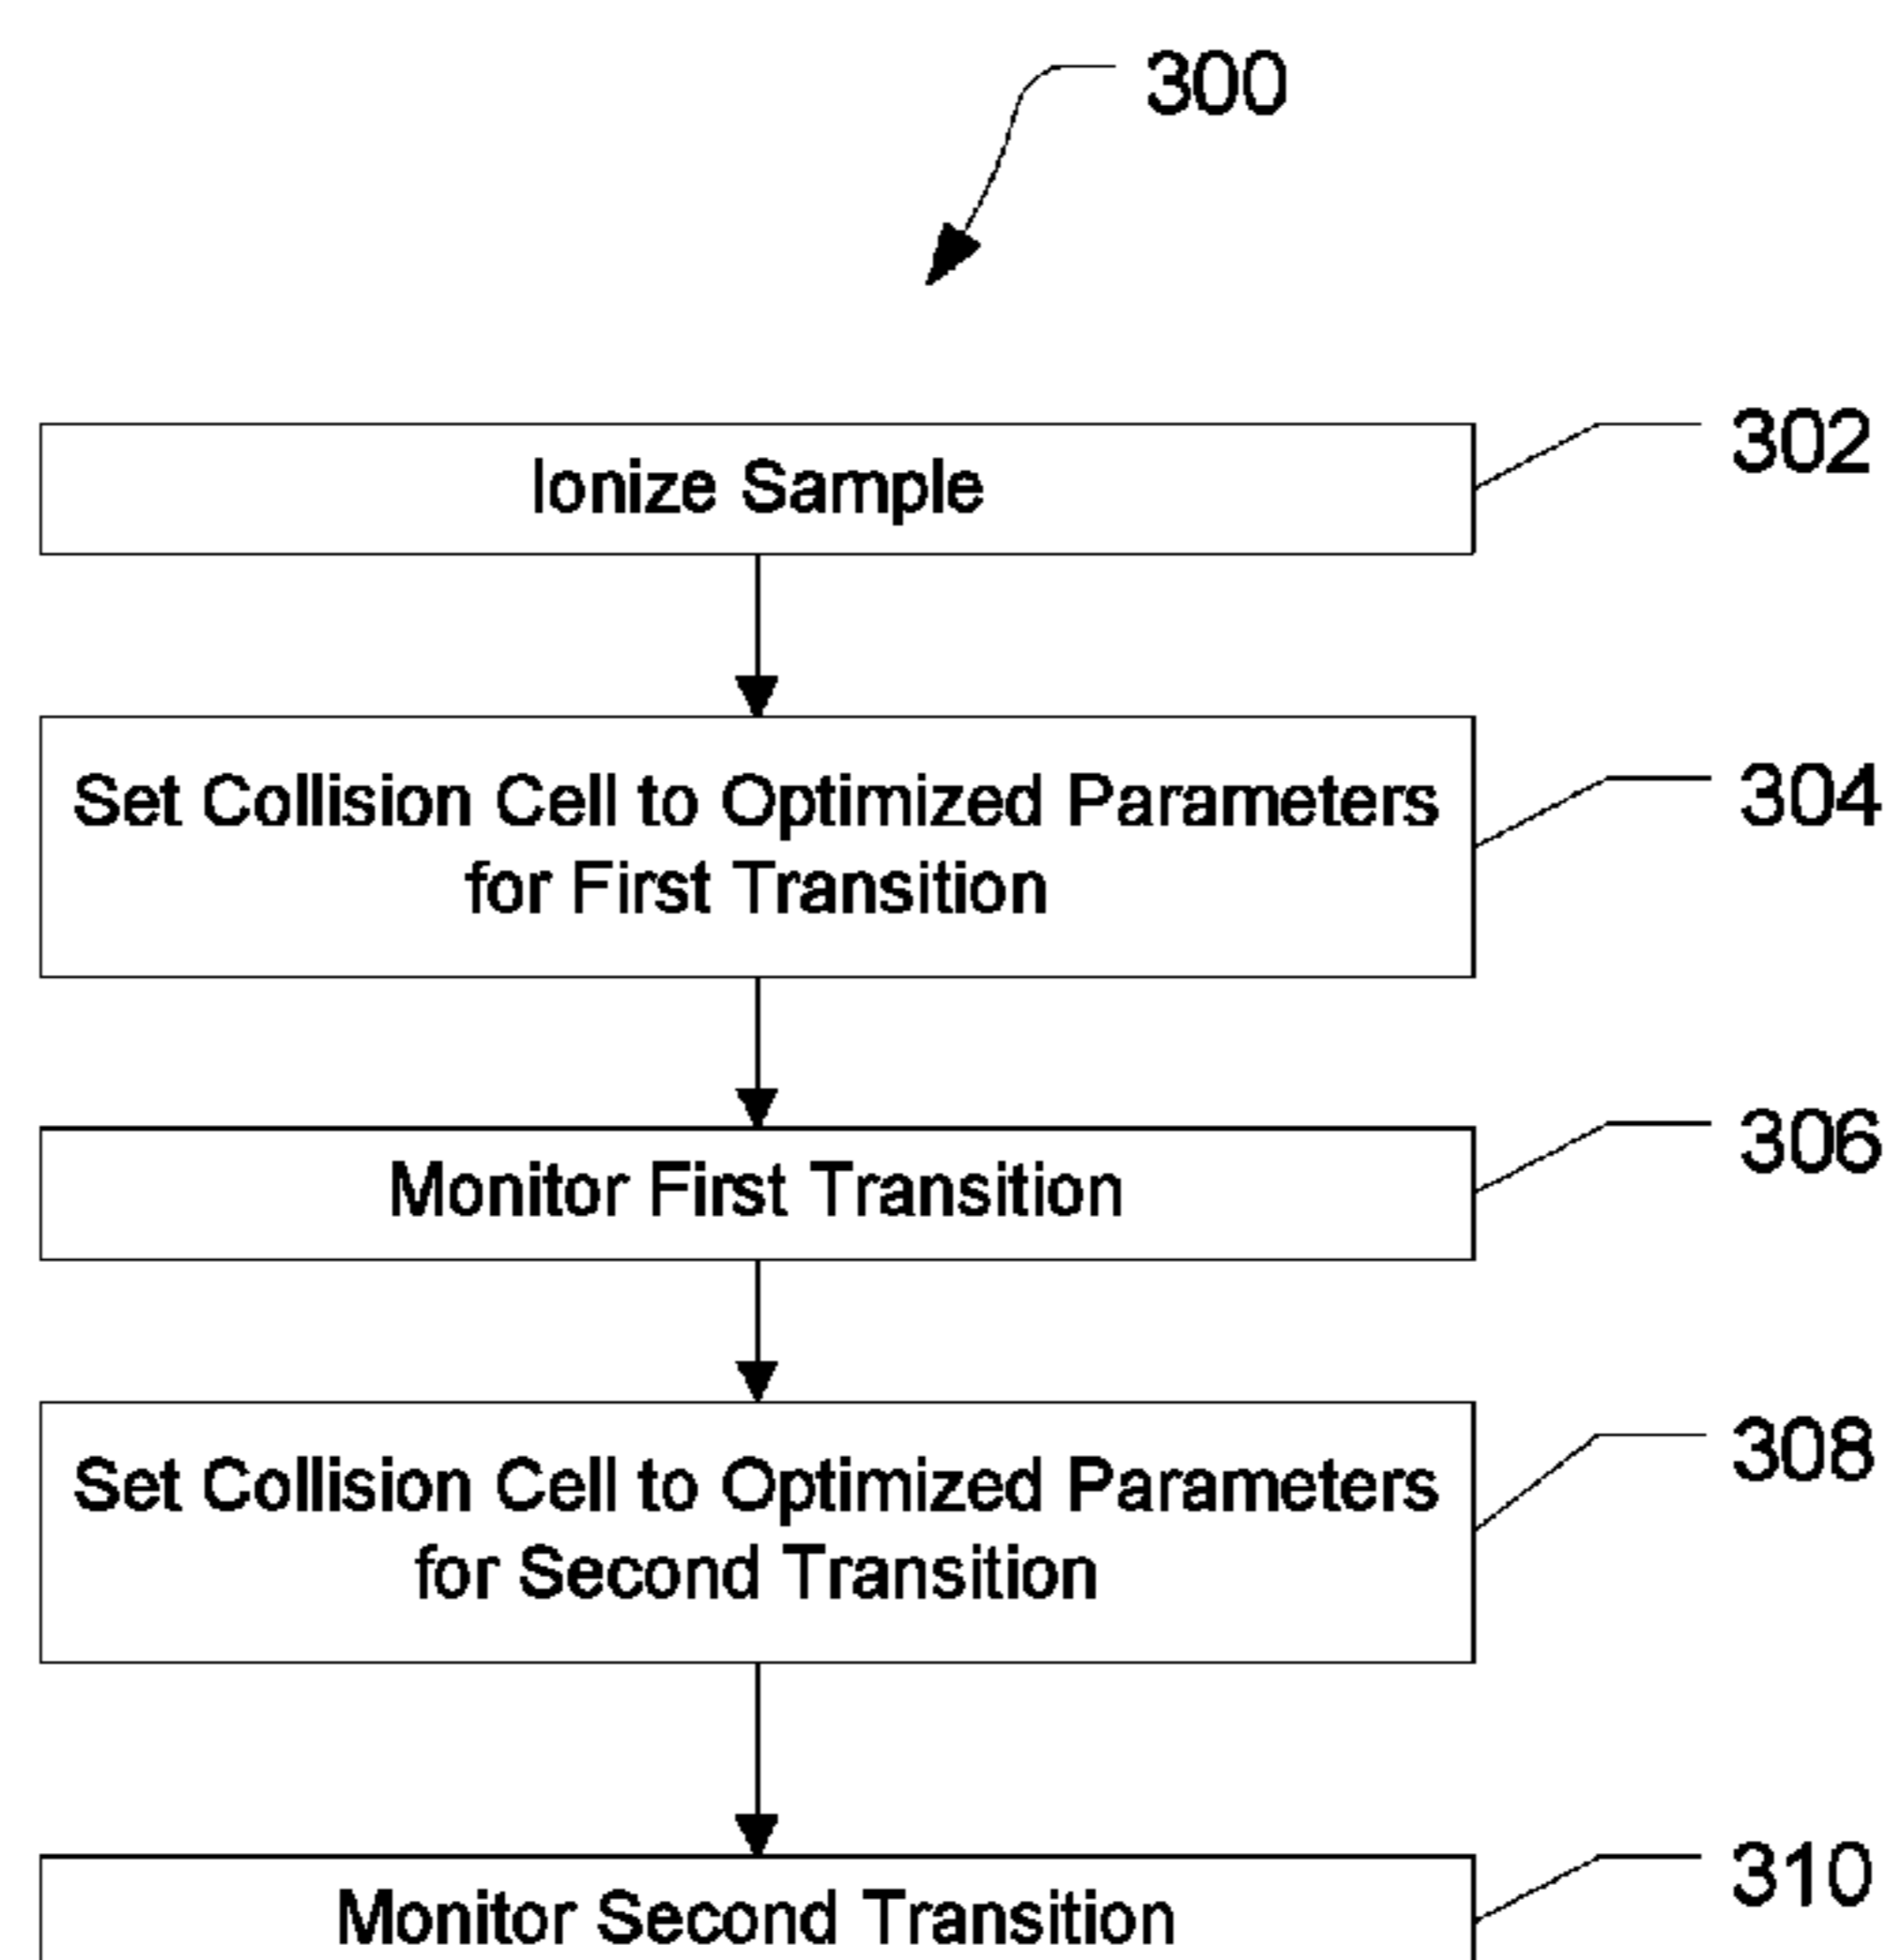 300
Ionize Sample
302
Set Collision Cell to Optimized Parameters
for First Transition
304
Monitor First Transition
306
Set Collision Cell to Optimized Parameters
for Second Transition
308
Monitor Second Transition
310